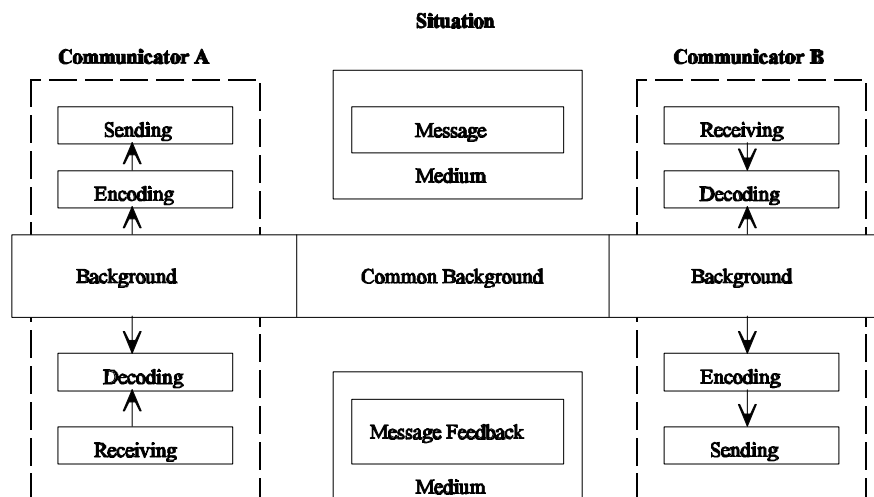 Situation
Communicator A
Communicator B
Sending
Message
Receiving
Encoding
Medium
Decoding
Background
Common Background
Background
Decoding
Encoding
Receiving
Message Feedback
Sending
Medium